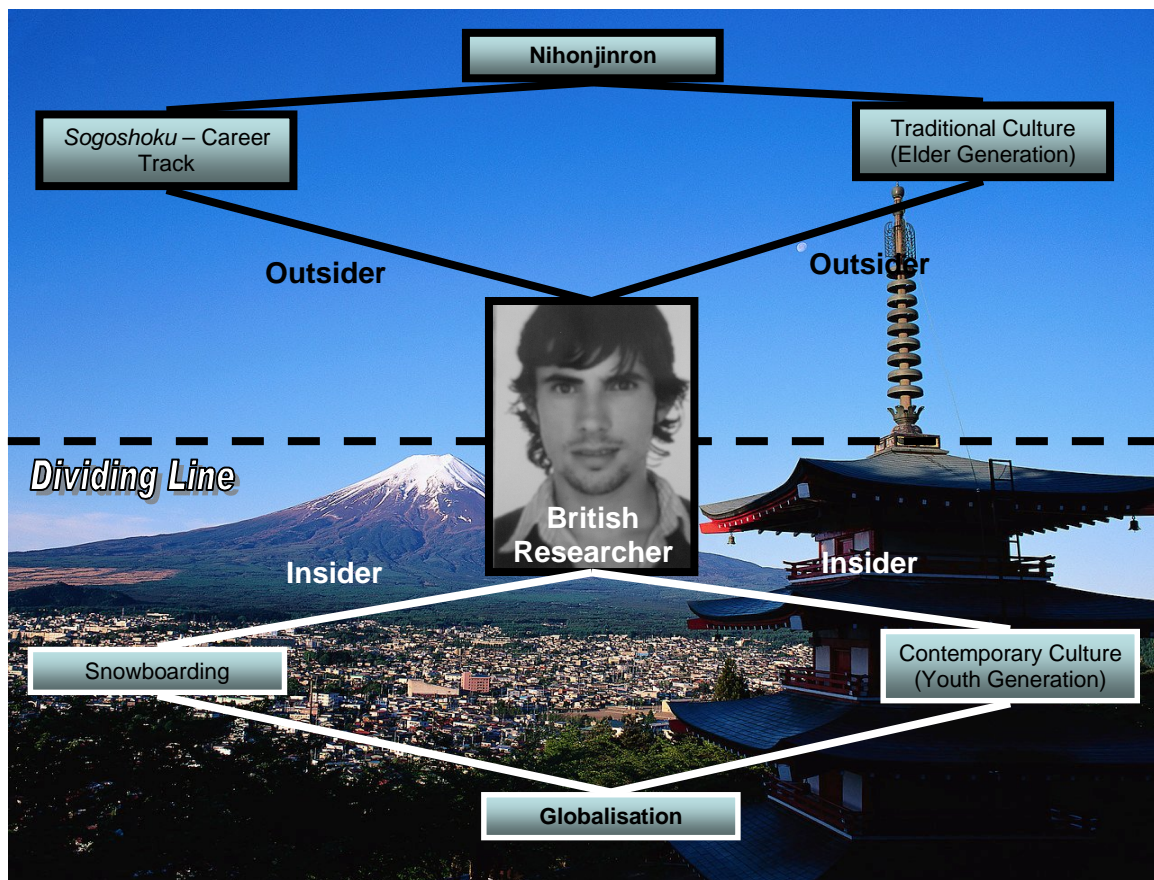 Nihonjinron
Sogoshoku – Career
Track
Traditional Culture
(Elder Generation)
Outsider
Outsider
Dividing Line
British
Researcher
Insider
Insider
Snowboarding
Contemporary Culture
(Youth Generation)
Globalisation